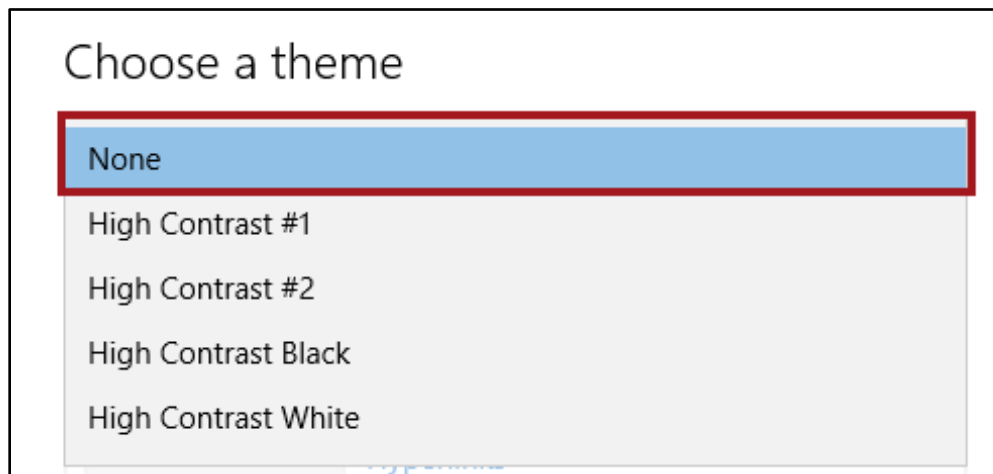 Choose a theme
None
High Contrast #1
High Contrast #2
High Contrast Black
High Contrast White